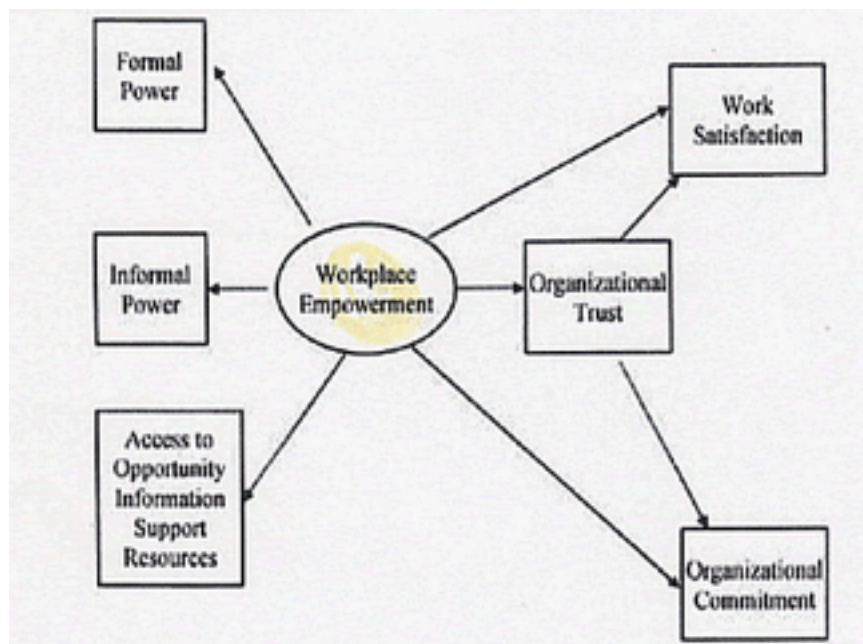 Formal
Power
Work
Satisfaction
Informal
Power
Workplace
Empowerment
Organizational
Trust
Access to
Opportunity
Information
Support
Resources
Organizational
Commitment